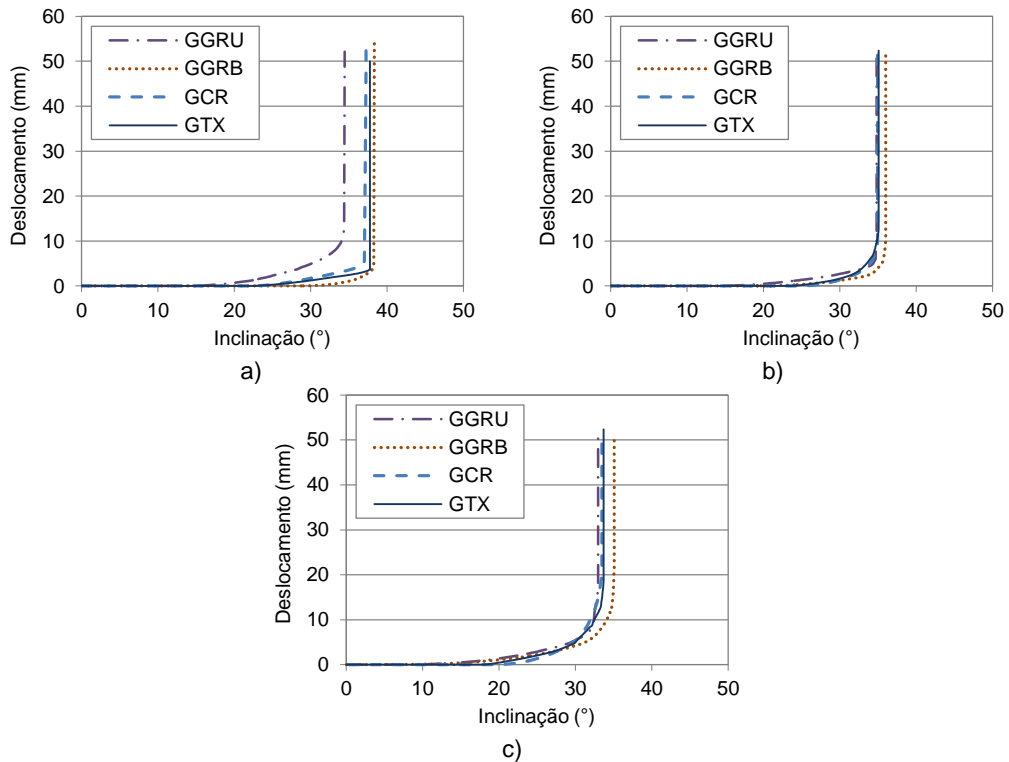 60
50
40
30
20
10
0
Deslocamento (mm)
GGRU
GGRB
GCR
GTX
0 10 20 30 40 50
Inclinação (°)
a)
60
50
40
30
20
10
0
Deslocamento (mm)
GGRU
GGRB
GCR
GTX
0 10 20 30 40 50
Inclinação (°)
b)
60
50
40
30
20
10
0
Deslocamento (mm)
GGRU
GGRB
GCR
GTX
0 10 20 30 40 50
Inclinação (°)
c)